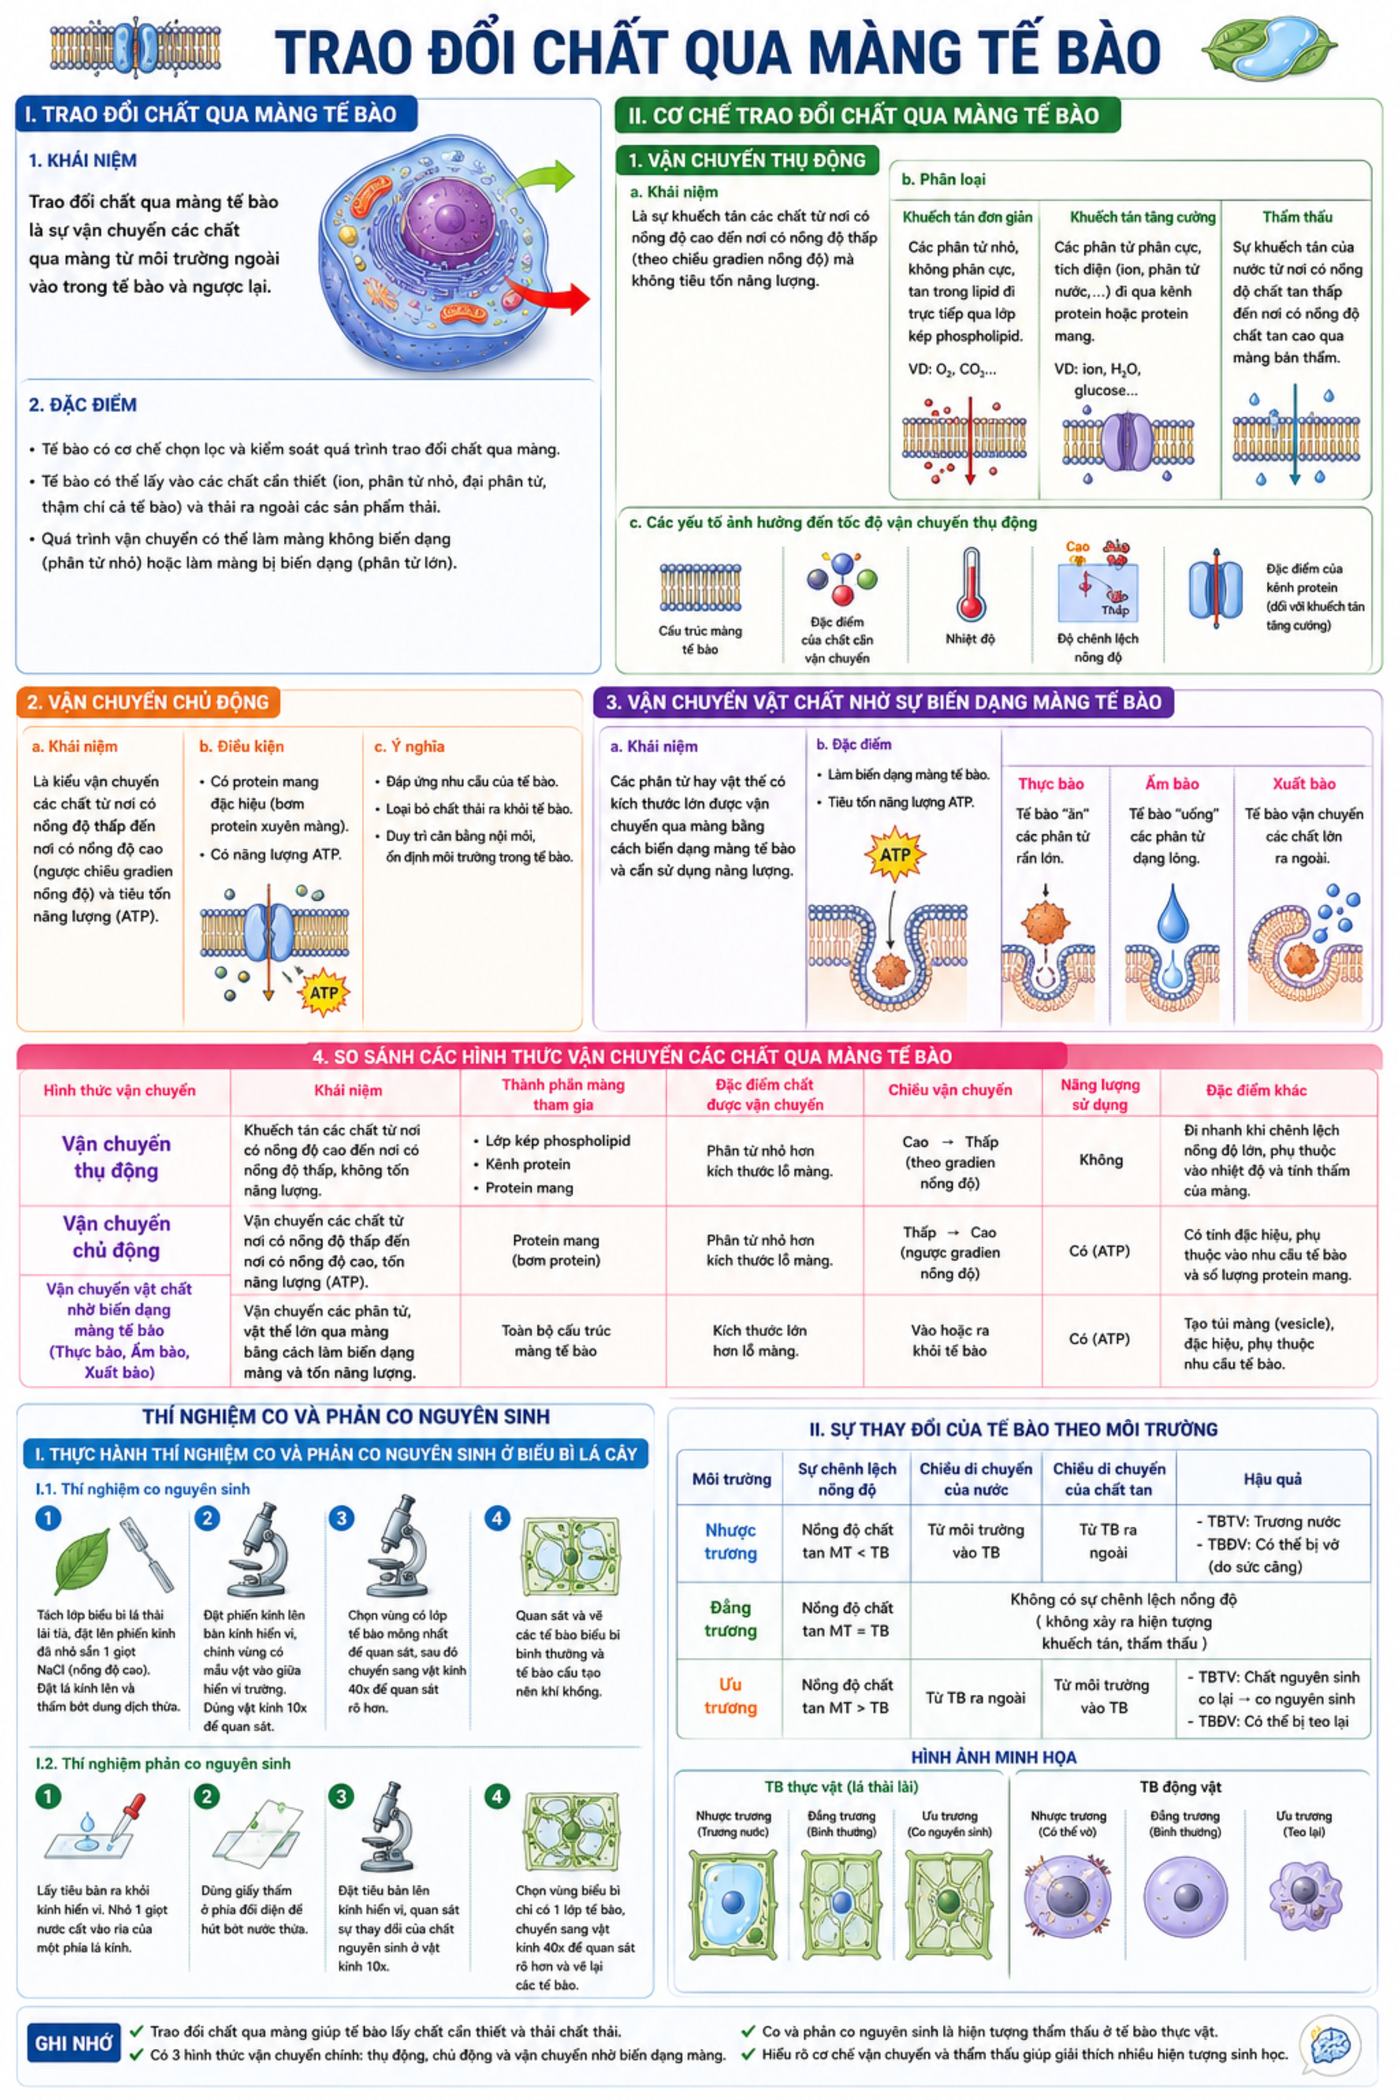 TRAO ĐỔI CHẤT QUA MÀNG TẾ BÀO
I. TRAO ĐỔI CHẤT QUA MÀNG TẾ BÀO
1. KHÁI NIỆM
Trao đổi chất qua màng tế bào
là sự vận chuyển các chất
qua màng từ môi trường ngoài
vào trong tế bào và ngược lại.
2. ĐẶC ĐIỂM
• Tế bào có cơ chế chọn lọc và kiểm soát quá trình trao đổi chất qua màng.
• Tế bào có thể lấy vào các chất cần thiết (ion, phân tử nhỏ, đại phân tử,
thậm chí cả tế bào) và thải ra ngoài các sản phẩm thải.
• Quá trình vận chuyển có thể làm màng không biến dạng
(phân tử nhỏ) hoặc làm màng bị biến dạng (phân tử lớn).
II. CƠ CHẾ TRAO ĐỔI CHẤT QUA MÀNG TẾ BÀO
1. VẬN CHUYỂN THỤ ĐỘNG
a. Khái niệm
Là sự khuếch tán các chất từ nơi có
nồng độ cao đến nơi có nồng độ thấp
(theo chiều gradien nồng độ) mà
không tiêu tốn năng lượng.
b. Phân loại
Khuếch tán đơn giản
Các phân tử nhỏ,
không phân cực,
tan trong lipid đi
trực tiếp qua lớp
kép phospholipid.
VD: O₂, CO₂...
Khuếch tán tăng cường
Các phân tử phân cực,
tích điện (ion, phân tử
nước,...) đi qua kênh
protein hoặc protein
mang.
VD: ion, H₂O,
glucose...
Thẩm thấu
Sự khuếch tán của
nước từ nơi có nồng
độ chất tan thấp
đến nơi có nồng độ
chất tan cao qua
màng bán thấm.
c. Các yếu tố ảnh hưởng đến tốc độ vận chuyển thụ động
Cấu trúc màng
tế bào
Đặc điểm
của chất cần
vận chuyển
Nhiệt độ
Cao
Thấp
Độ chênh lệch
nồng độ
Đặc điểm của
kênh protein
(đối với khuếch tán
tăng cường)
2. VẬN CHUYỂN CHỦ ĐỘNG
a. Khái niệm
Là kiểu vận chuyển
các chất từ nơi có
nồng độ thấp đến
nơi có nồng độ cao
(ngược chiều gradien
nồng độ) và tiêu tốn
năng lượng (ATP).
b. Điều kiện
• Có protein mang
đặc hiệu (bơm
protein xuyên màng).
• Có năng lượng ATP.
ATP
c. Ý nghĩa
• Đáp ứng nhu cầu của tế bào.
• Loại bỏ chất thải ra khỏi tế bào.
• Duy trì cân bằng nội môi,
ổn định môi trường trong tế bào.
3. VẬN CHUYỂN VẬT CHẤT NHỜ SỰ BIẾN DẠNG MÀNG TẾ BÀO
a. Khái niệm
Các phân tử hay vật thể có
kích thước lớn được vận
chuyển qua màng bằng
cách biến dạng màng tế bào
và cần sử dụng năng lượng.
b. Đặc điểm
• Làm biến dạng màng tế bào.
• Tiêu tốn năng lượng ATP.
ATP
Thực bào
Tế bào "ăn"
các phân tử
rắn lớn.
Ẩm bào
Tế bào "uống"
các phân tử
dạng lỏng.
Xuất bào
Tế bào vận chuyển
các chất lớn
ra ngoài.
4. SO SÁNH CÁC HÌNH THỨC VẬN CHUYỂN CÁC CHẤT QUA MÀNG TẾ BÀO
Hình thức vận chuyển
Khái niệm
Thành phần màng
tham gia
Đặc điểm chất
được vận chuyển
Chiều vận chuyển
Năng lượng
sử dụng
Đặc điểm khác
Vận chuyển
thụ động
Khuếch tán các chất từ nơi
có nồng độ cao đến nơi có
nồng độ thấp, không tốn
năng lượng.
• Lớp kép phospholipid
• Kênh protein
• Protein mang
Phân tử nhỏ hơn
kích thước lỗ màng.
Cao → Thấp
(theo gradien
nồng độ)
Không
Đi nhanh khi chênh lệch
nồng độ lớn, phụ thuộc
vào nhiệt độ và tính thấm
của màng.
Vận chuyển
chủ động
Vận chuyển các chất từ
nơi có nồng độ thấp đến
nơi có nồng độ cao, tốn
năng lượng (ATP).
Protein mang
(bơm protein)
Phân tử nhỏ hơn
kích thước lỗ màng.
Thấp → Cao
(ngược gradien
nồng độ)
Có (ATP)
Có tính đặc hiệu, phụ
thuộc vào nhu cầu tế bào
và số lượng protein mang.
Vận chuyển vật chất
nhờ biến dạng
màng tế bào
(Thực bào, Ẩm bào,
Xuất bào)
Vận chuyển các phân tử,
vật thể lớn qua màng
bằng cách làm biến dạng
màng và tốn năng lượng.
Toàn bộ cấu trúc
màng tế bào
Kích thước lớn
hơn lỗ màng.
Vào hoặc ra
khỏi tế bào
Có (ATP)
Tạo túi màng (vesicle),
đặc hiệu, phụ thuộc
nhu cầu tế bào.
THÍ NGHIỆM CO VÀ PHẢN CO NGUYÊN SINH
I. THỰC HÀNH THÍ NGHIỆM CO VÀ PHẢN CO NGUYÊN SINH Ở BIỂU BÌ LÁ CÂY
I.1. Thí nghiệm co nguyên sinh
1
Tách lớp biểu bì lá thài
lài tía, đặt lên phiến kính
đã nhỏ sẵn 1 giọt
NaCl (nồng độ cao).
Đặt lá kính lên và
thấm bớt dung dịch thừa.
2
Đặt phiến kính lên
bàn kính hiển vi,
chỉnh vùng có
mẫu vật vào giữa
hiển vi trường.
Dùng vật kính 10x
để quan sát.
3
Chọn vùng có lớp
tế bào mỏng nhất
để quan sát, sau đó
chuyển sang vật kính
40x để quan sát
rõ hơn.
4
Quan sát và vẽ
các tế bào biểu bì
bình thường và
tế bào cấu tạo
nên khí khổng.
I.2. Thí nghiệm phản co nguyên sinh
1
Lấy tiêu bản ra khỏi
kính hiển vi. Nhỏ 1 giọt
nước cất vào rìa của
một phía lá kính.
2
Dùng giấy thấm
ở phía đối diện để
hút bớt nước thừa.
3
Đặt tiêu bản lên
kính hiển vi, quan sát
sự thay đổi của chất
nguyên sinh ở vật
kính 10x.
4
Chọn vùng biểu bì
chỉ có 1 lớp tế bào,
chuyển sang vật
kính 40x để quan sát
rõ hơn và vẽ lại
các tế bào.
II. SỰ THAY ĐỔI CỦA TẾ BÀO THEO MÔI TRƯỜNG
Môi trường
Sự chênh lệch
nồng độ
Chiều di chuyển
của nước
Chiều di chuyển
của chất tan
Hậu quả
Nhược
trương
Nồng độ chất
tan MT < TB
Từ môi trường
vào TB
Từ TB ra
ngoài
- TBTV: Trương nước
- TBĐV: Có thể bị vỡ
(do sức căng)
Đẳng
trương
Nồng độ chất
tan MT = TB
Không có sự chênh lệch nồng độ
( không xảy ra hiện tượng
khuếch tán, thẩm thấu )
Ưu
trương
Nồng độ chất
tan MT > TB
Từ TB ra ngoài
Từ môi trường
vào TB
- TBTV: Chất nguyên sinh
co lại → co nguyên sinh
- TBĐV: Có thể bị teo lại
HÌNH ẢNH MINH HỌA
TB thực vật (lá thài lài)
Nhược trương
(Trương nước)
Đẳng trương
(Bình thường)
Ưu trương
(Co nguyên sinh)
TB động vật
Nhược trương
(Có thể vỡ)
Đẳng trương
(Bình thường)
Ưu trương
(Teo lại)
GHI NHỚ
✓ Trao đổi chất qua màng giúp tế bào lấy chất cần thiết và thải chất thải.
✓ Có 3 hình thức vận chuyển chính: thụ động, chủ động và vận chuyển nhờ biến dạng màng.
✓ Co và phản co nguyên sinh là hiện tượng thẩm thấu ở tế bào thực vật.
✓ Hiểu rõ cơ chế vận chuyển và thẩm thấu giúp giải thích nhiều hiện tượng sinh học.